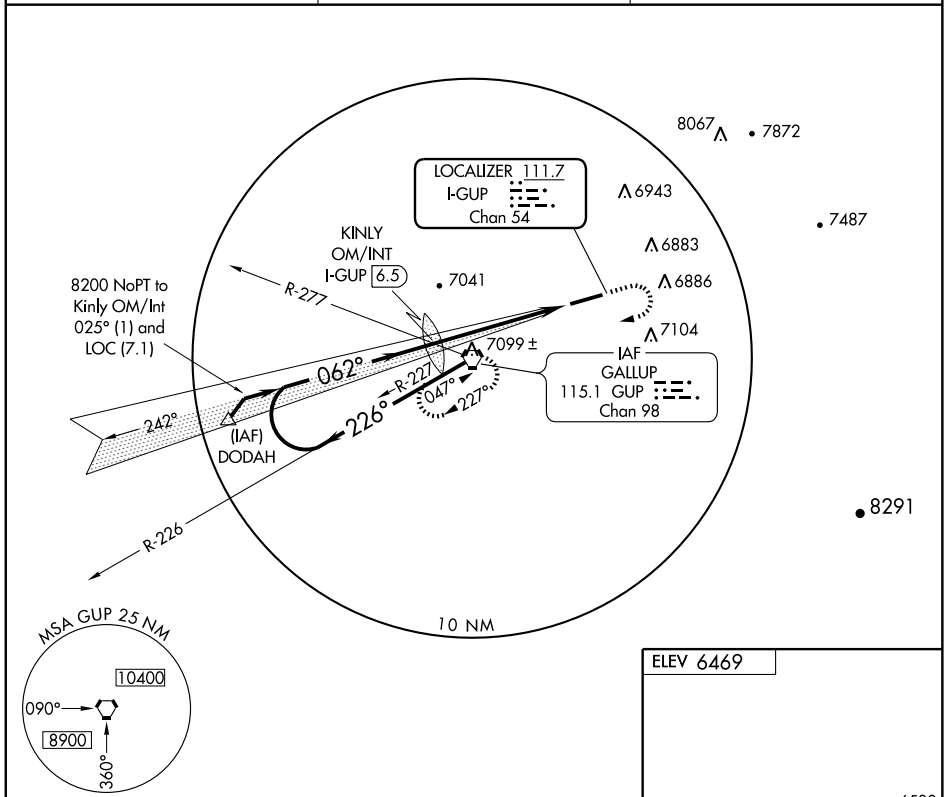 8067
7872
LOCALIZER 111.7
I-GUP
Chan 54
6943
7487
KINLY
OM/INT
I-GUP 6.5
6883
8200 NoPT to
Kinly OM/Int
025° (1) and
LOC (7.1)
R-277
7041
6886
7104
7099 ±
IAF
GALLUP
115.1 GUP
Chan 98
062°
R-227
047°
227°
226°
242°
(IAF)
DODAH
R-226
8291
10 NM
MSA GUP 25 NM
10400
090°
8900
360°
ELEV 6469